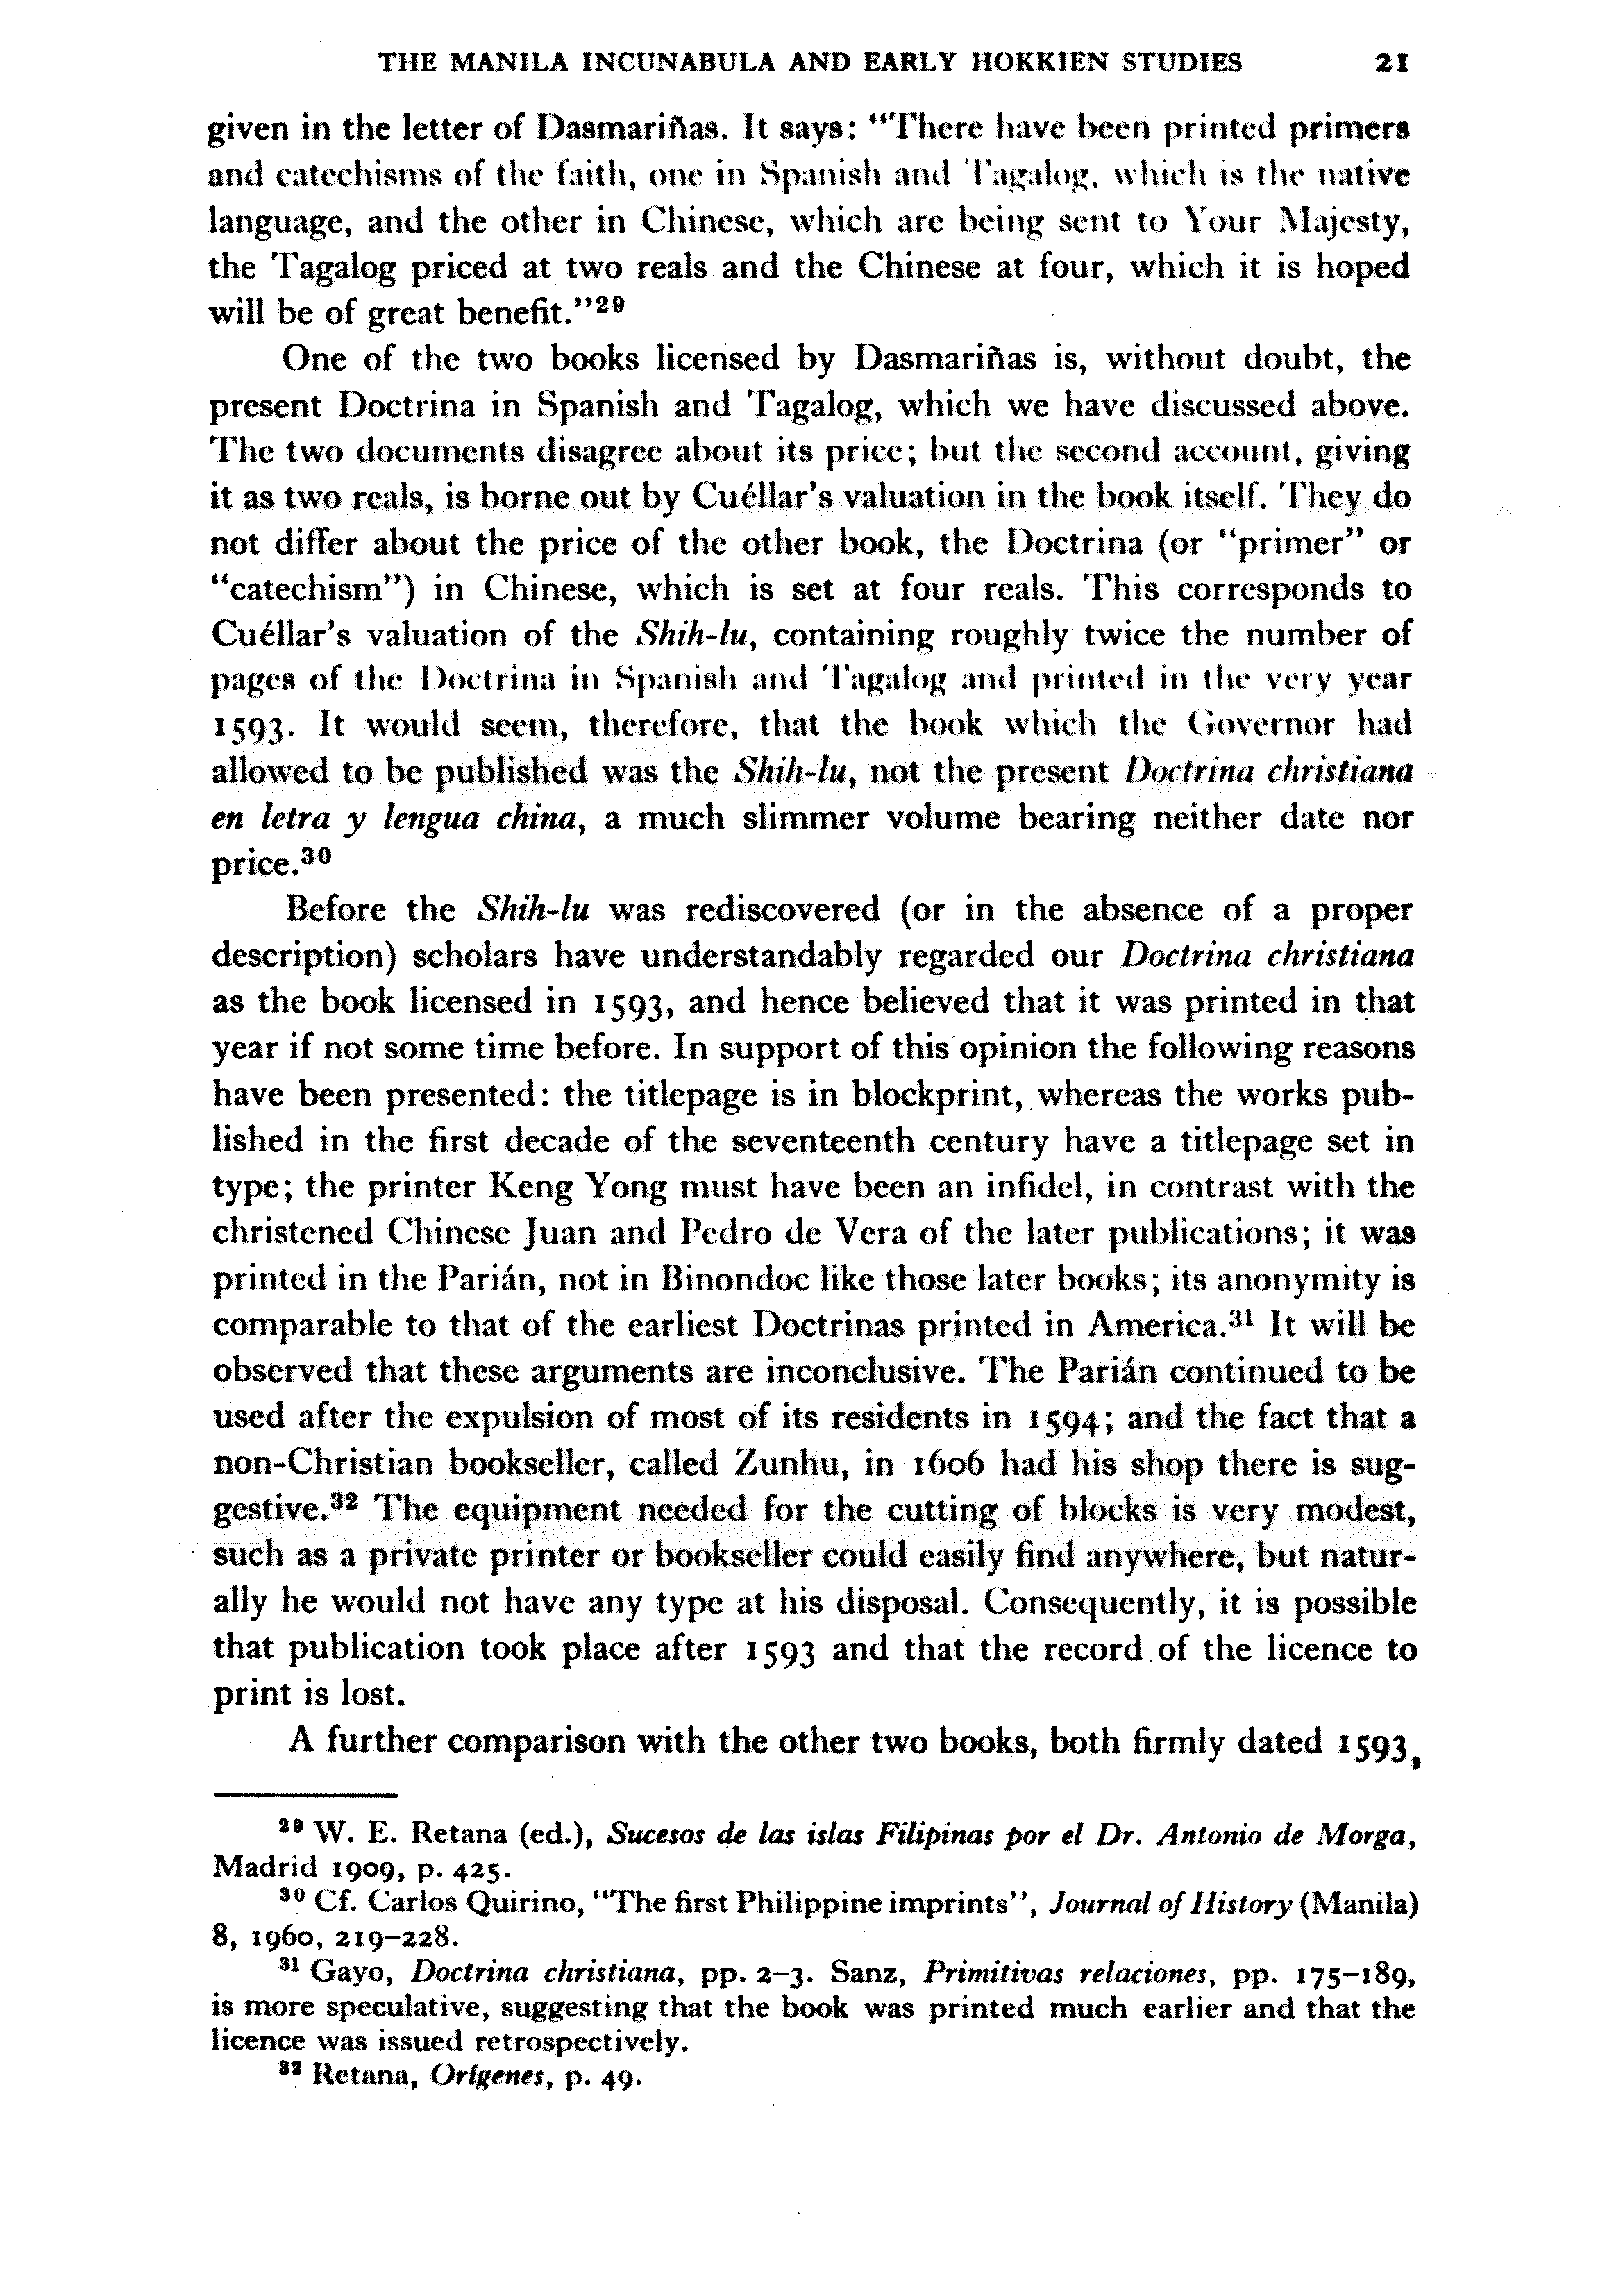 THE MANILA INCUNABULA AND EARLY HOKKIEN STUDIES 21
given in the letter of Dasmariñas. It says: “There have been printed primers
and catechisms of the faith, one in Spanish and Tagalog, which is the native
language, and the other in Chinese, which are being sent to Your Majesty,
the Tagalog priced at two reals and the Chinese at four, which it is hoped
will be of great benefit.”²⁹
One of the two books licensed by Dasmariñas is, without doubt, the
present Doctrina in Spanish and Tagalog, which we have discussed above.
The two documents disagree about its price; but the second account, giving
it as two reals, is borne out by Cuéllar’s valuation in the book itself. They do
not differ about the price of the other book, the Doctrina (or “primer” or
“catechism”) in Chinese, which is set at four reals. This corresponds to
Cuéllar’s valuation of the Shih-lu, containing roughly twice the number of
pages of the Doctrina in Spanish and Tagalog and printed in the very year
1593. It would seem, therefore, that the book which the Governor had
allowed to be published was the Shih-lu, not the present Doctrina christiana
en letra y lengua china, a much slimmer volume bearing neither date nor
price.³⁰
Before the Shih-lu was rediscovered (or in the absence of a proper
description) scholars have understandably regarded our Doctrina christiana
as the book licensed in 1593, and hence believed that it was printed in that
year if not some time before. In support of this opinion the following reasons
have been presented: the titlepage is in blockprint, whereas the works pub-
lished in the first decade of the seventeenth century have a titlepage set in
type; the printer Keng Yong must have been an infidel, in contrast with the
christened Chinese Juan and Pedro de Vera of the later publications; it was
printed in the Parián, not in Binondoc like those later books; its anonymity is
comparable to that of the earliest Doctrinas printed in America.³¹ It will be
observed that these arguments are inconclusive. The Parián continued to be
used after the expulsion of most of its residents in 1594; and the fact that a
non-Christian bookseller, called Zunhu, in 1606 had his shop there is sug-
gestive.³² The equipment needed for the cutting of blocks is very modest,
such as a private printer or bookseller could easily find anywhere, but natur-
ally he would not have any type at his disposal. Consequently, it is possible
that publication took place after 1593 and that the record of the licence to
print is lost.
A further comparison with the other two books, both firmly dated 1593,
²⁹ W. E. Retana (ed.), Sucesos de las islas Filipinas por el Dr. Antonio de Morga,
Madrid 1909, p. 425.
³⁰ Cf. Carlos Quirino, “The first Philippine imprints”, Journal of History (Manila)
8, 1960, 219–228.
³¹ Gayo, Doctrina christiana, pp. 2–3. Sanz, Primitivas relaciones, pp. 175–189,
is more speculative, suggesting that the book was printed much earlier and that the
licence was issued retrospectively.
³² Retana, Orígenes, p. 49.